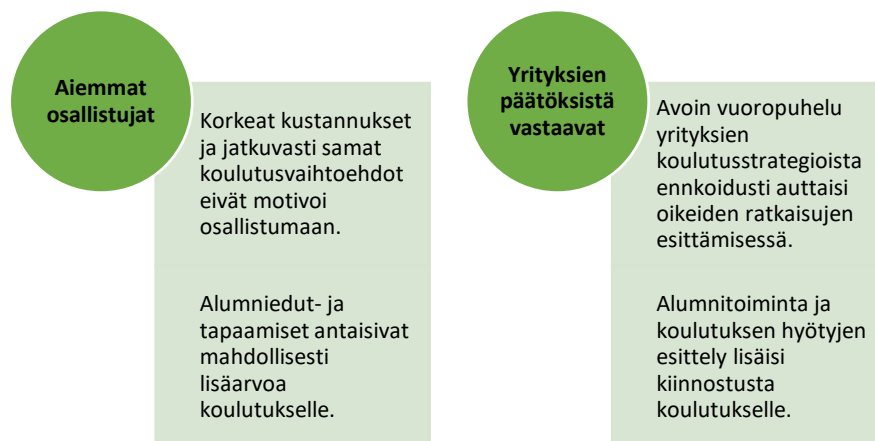 Aiemmat
osallistujat
Korkeat kustannukset
ja jatkuvasti samat
koulutusvaihtoehdot
eivät motivoi
osallistumaan.
Alumniedut- ja
tapaamiset antaisivat
mahdollisesti
lisäarvoa
koulutukselle.
Yrityksien
päätöksistä
vastaavat
Avoin vuoropuhelu
yrityksien
koulutusstrategioista
ennkoidusti auttaisi
oikeiden ratkaisujen
esittämisessä.
Alumnitoiminta ja
koulutuksen hyötyjen
esittely lisäisi
kiinnostusta
koulutukselle.